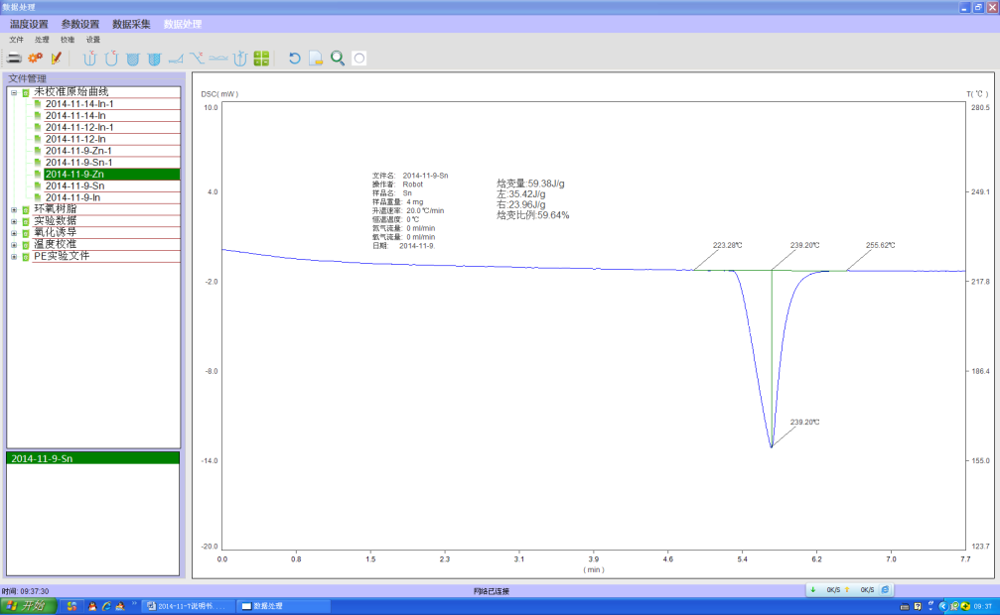 数据处理
温度设置 参数设置 数据采集 数据处理
文件 处理 校准 设置
文件管理
未校准原始曲线
2014-11-14-In-1
2014-11-14-In
2014-11-12-In-1
2014-11-12-In
2014-11-9-Zn-1
2014-11-9-Sn-1
2014-11-9-Zn
2014-11-9-Sn
2014-11-9-In
环氧树脂
实验数据
氧化诱导
温度校准
PE实验文件
2014-11-9-Sn
DSC( mW )
T( ℃ )
10.0
4.0
-2.0
-8.0
-14.0
-20.0
280.5
249.1
217.8
186.4
155.0
123.7
文件名: 2014-11-9-Sn
操作者: Robot
样品名: Sn
样品重量: 4 mg
升温速率: 20.0 ℃/min
恒温温度: 0 ℃
氮气流量: 0 ml/min
氩气流量: 0 ml/min
日期: 2014-11-9.
焓变量:59.38J/g
左:35.42J/g
右:23.96J/g
焓变比例:59.64%
223.28℃
239.20℃
255.62℃
239.20℃
0.0 0.8 1.5 2.3 3.1 3.9 4.6 5.4 6.2 7.0 7.7
( min )
时间: 09:37:30
网络已连接
0K/S 0K/S
开始
2014-11-7说明书...
数据处理
09:37